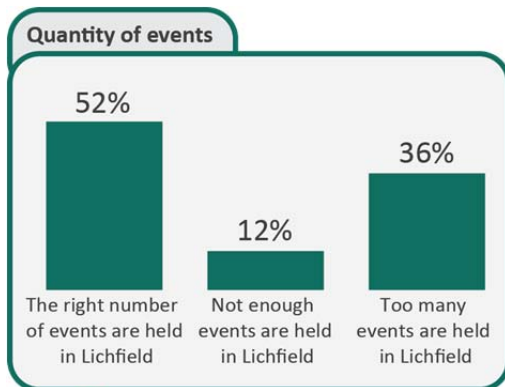 Quantity of events
52%
12%
36%
The right number
of events are held
in Lichfield
Not enough
events are held
in Lichfield
Too many
events are held
in Lichfield